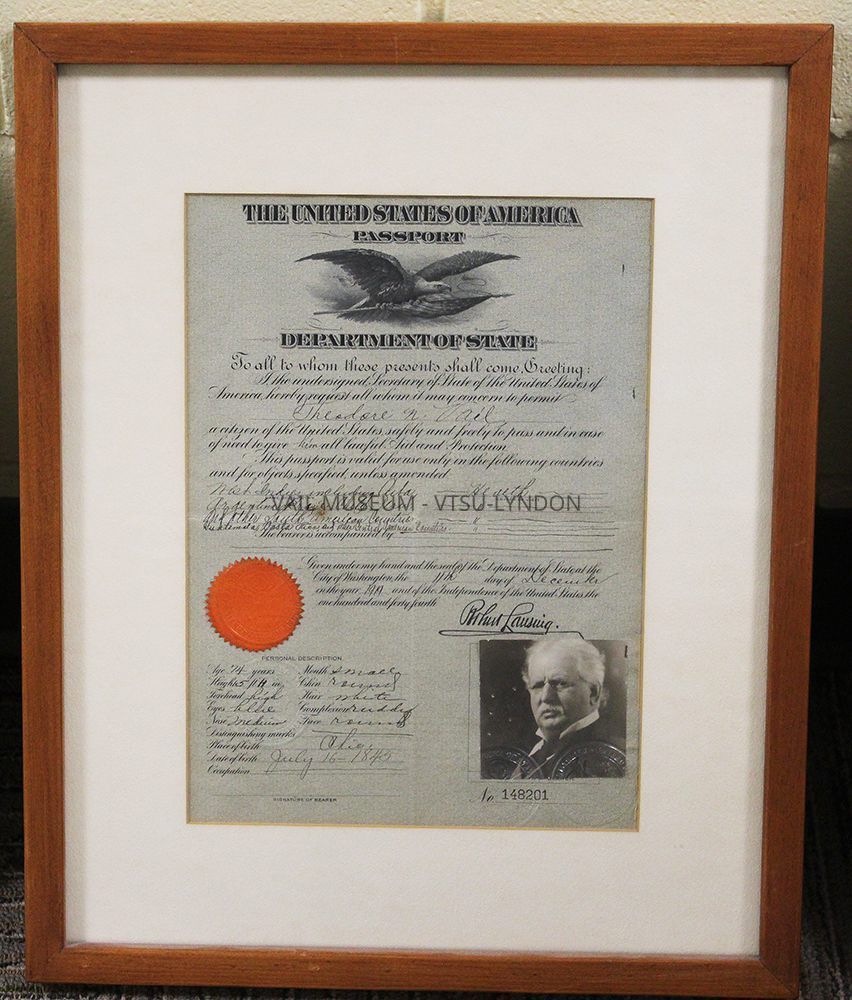 THE UNITED STATES OF AMERICA
PASSPORT
DEPARTMENT OF STATE
To all to whom these presents shall come, Greeting:
I, the undersigned, Secretary of State of the United States of
America, hereby request all whom it may concern to permit
Theodore N. Vail
a citizen of the United States, safely and freely to pass and in case
of need to give him all lawful Aid and Protection.
This passport is valid for use only in the following countries
and for objects specified, unless amended.
VAIL MUSEUM - VTSU-LYNDON
The bearer is accompanied by
Given under my hand and the seal of the Department of State at the
City of Washington, the 11th day of December
in the year 1919 and of the Independence of the United States the
one hundred and forty fourth
Robert Lansing.
PERSONAL DESCRIPTION
Age 74 years Mouth small
Height 5 ft in. Chin round
Forehead high Hair white
Eyes blue Complexion ruddy
Nose medium Face round
Distinguishing marks
Place of birth Ohio
Date of birth July 16-1845
Occupation
SIGNATURE OF BEARER
No. 148201